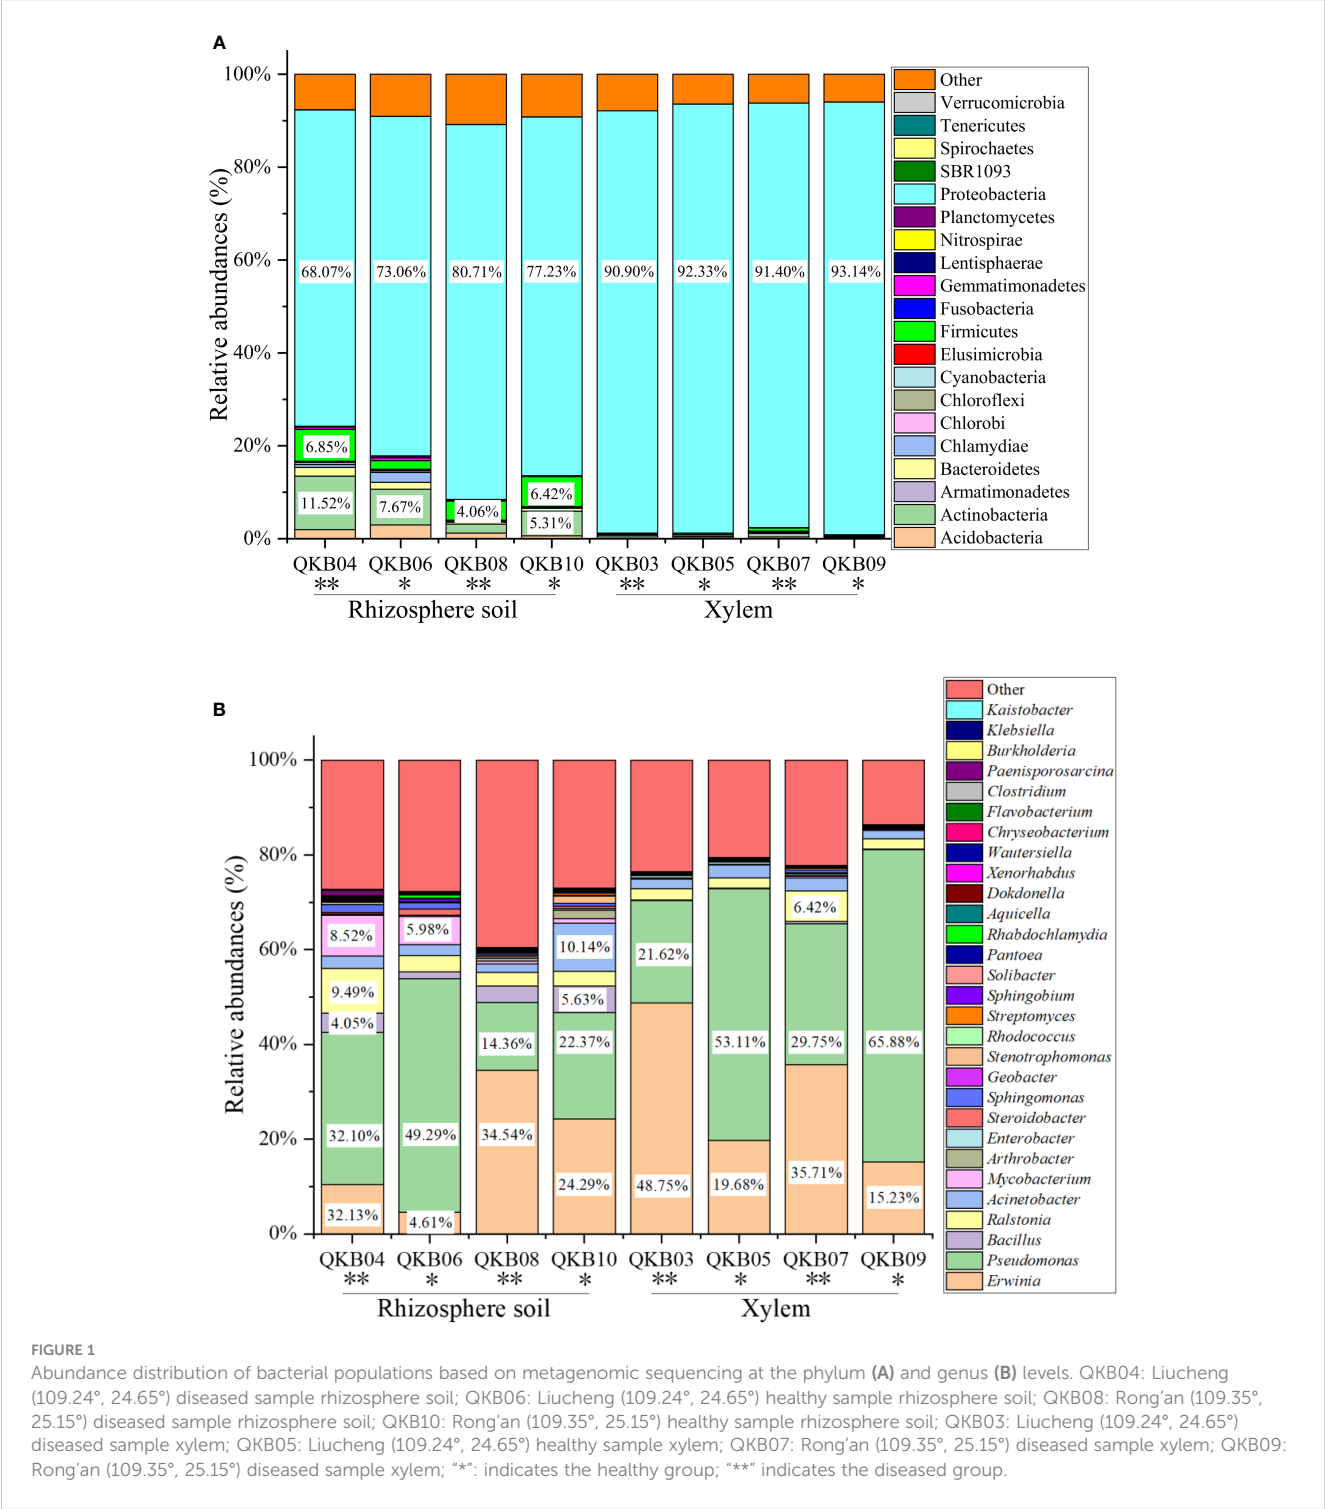 A
100%
80%
60%
40%
20%
0%
Relative abundances (%)
68.07%
73.06%
80.71%
77.23%
90.90%
92.33%
91.40%
93.14%
6.85%
11.52%
7.67%
4.06%
6.42%
5.31%
QKB04
QKB06
QKB08
QKB10
QKB03
QKB05
QKB07
QKB09
**
*
**
*
**
*
**
*
Rhizosphere soil
Xylem
Other
Verrucomicrobia
Tenericutes
Spirochaetes
SBR1093
Proteobacteria
Planctomycetes
Nitrospirae
Lentisphaerae
Gemmatimonadetes
Fusobacteria
Firmicutes
Elusimicrobia
Cyanobacteria
Chloroflexi
Chlorobi
Chlamydiae
Bacteroidetes
Armatimonadetes
Actinobacteria
Acidobacteria
B
100%
80%
60%
40%
20%
0%
Relative abundances (%)
8.52%
9.49%
4.05%
32.10%
32.13%
5.98%
49.29%
4.61%
14.36%
34.54%
10.14%
5.63%
22.37%
24.29%
21.62%
48.75%
53.11%
19.68%
6.42%
29.75%
35.71%
65.88%
15.23%
QKB04
QKB06
QKB08
QKB10
QKB03
QKB05
QKB07
QKB09
**
*
**
*
**
*
**
*
Rhizosphere soil
Xylem
Other
Kaistobacter
Klebsiella
Burkholderia
Paenisporosarcina
Clostridium
Flavobacterium
Chryseobacterium
Wautersiella
Xenorhabdus
Dokdonella
Aquicella
Rhabdochlamydia
Pantoea
Solibacter
Sphingobium
Streptomyces
Rhodococcus
Stenotrophomonas
Geobacter
Sphingomonas
Steroidobacter
Enterobacter
Arthrobacter
Mycobacterium
Acinetobacter
Ralstonia
Bacillus
Pseudomonas
Erwinia
FIGURE 1
Abundance distribution of bacterial populations based on metagenomic sequencing at the phylum (A) and genus (B) levels. QKB04: Liucheng
(109.24°, 24.65°) diseased sample rhizosphere soil; QKB06: Liucheng (109.24°, 24.65°) healthy sample rhizosphere soil; QKB08: Rong’an (109.35°,
25.15°) diseased sample rhizosphere soil; QKB10: Rong’an (109.35°, 25.15°) healthy sample rhizosphere soil; QKB03: Liucheng (109.24°, 24.65°)
diseased sample xylem; QKB05: Liucheng (109.24°, 24.65°) healthy sample xylem; QKB07: Rong’an (109.35°, 25.15°) diseased sample xylem; QKB09:
Rong’an (109.35°, 25.15°) diseased sample xylem; “*”: indicates the healthy group; “**” indicates the diseased group.